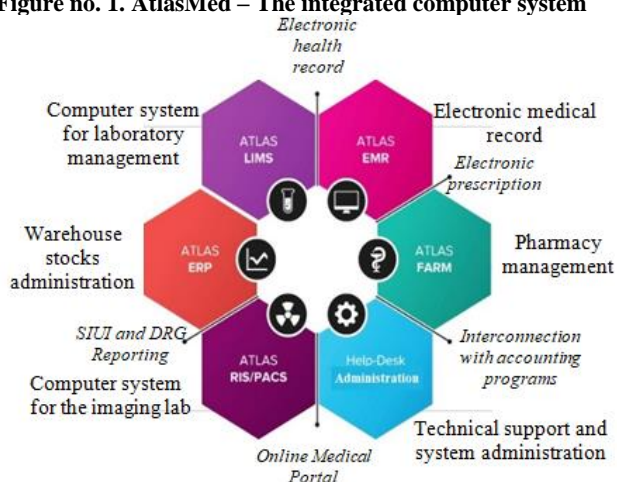 Figure no. 1. AtlasMed – The integrated computer system
Electronic
health
record
Computer system
for laboratory
management
ATLAS
LIMS
ATLAS
EMR
Electronic medical
record
Electronic
prescription
Warehouse
stocks
administration
ATLAS
ERP
ATLAS
FARM
Pharmacy
management
SIUI and DRG
Reporting
Computer system
for the imaging lab
ATLAS
RIS/PACS
Help-Desk
Administration
Interconnection
with accounting
programs
Technical support and
system administration
Online Medical
Portal